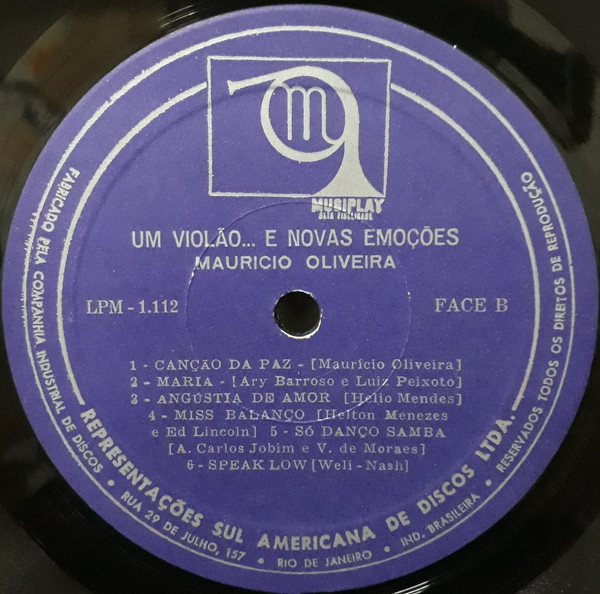 m
MUSIPLAY
ALTA FIDELIDADE
UM VIOLÃO... E NOVAS EMOÇÕES
MAURICIO OLIVEIRA
LPM - 1.112 FACE B
1 - CANÇÃO DA PAZ - [Maurício Oliveira]
2 - MARIA - [Ary Barroso e Luiz Peixoto]
3 - ANGÚSTIA DE AMOR [Helio Mendes]
4 - MISS BALANÇO [Helton Menezes
e Ed Lincoln] 5 - SÓ DANÇO SAMBA
[A. Carlos Jobim e V. de Moraes]
6 - SPEAK LOW [Weli - Nash]
FABRICADO PELA COMPANHIA INDUSTRIAL DE DISCOS • RUA 29 DE JULHO, 157 • RIO DE JANEIRO • IND. BRASILEIRA • RESERVADOS TODOS OS DIREITOS DE REPRODUÇÃO
REPRESENTAÇÕES SUL AMERICANA DE DISCOS LTDA.